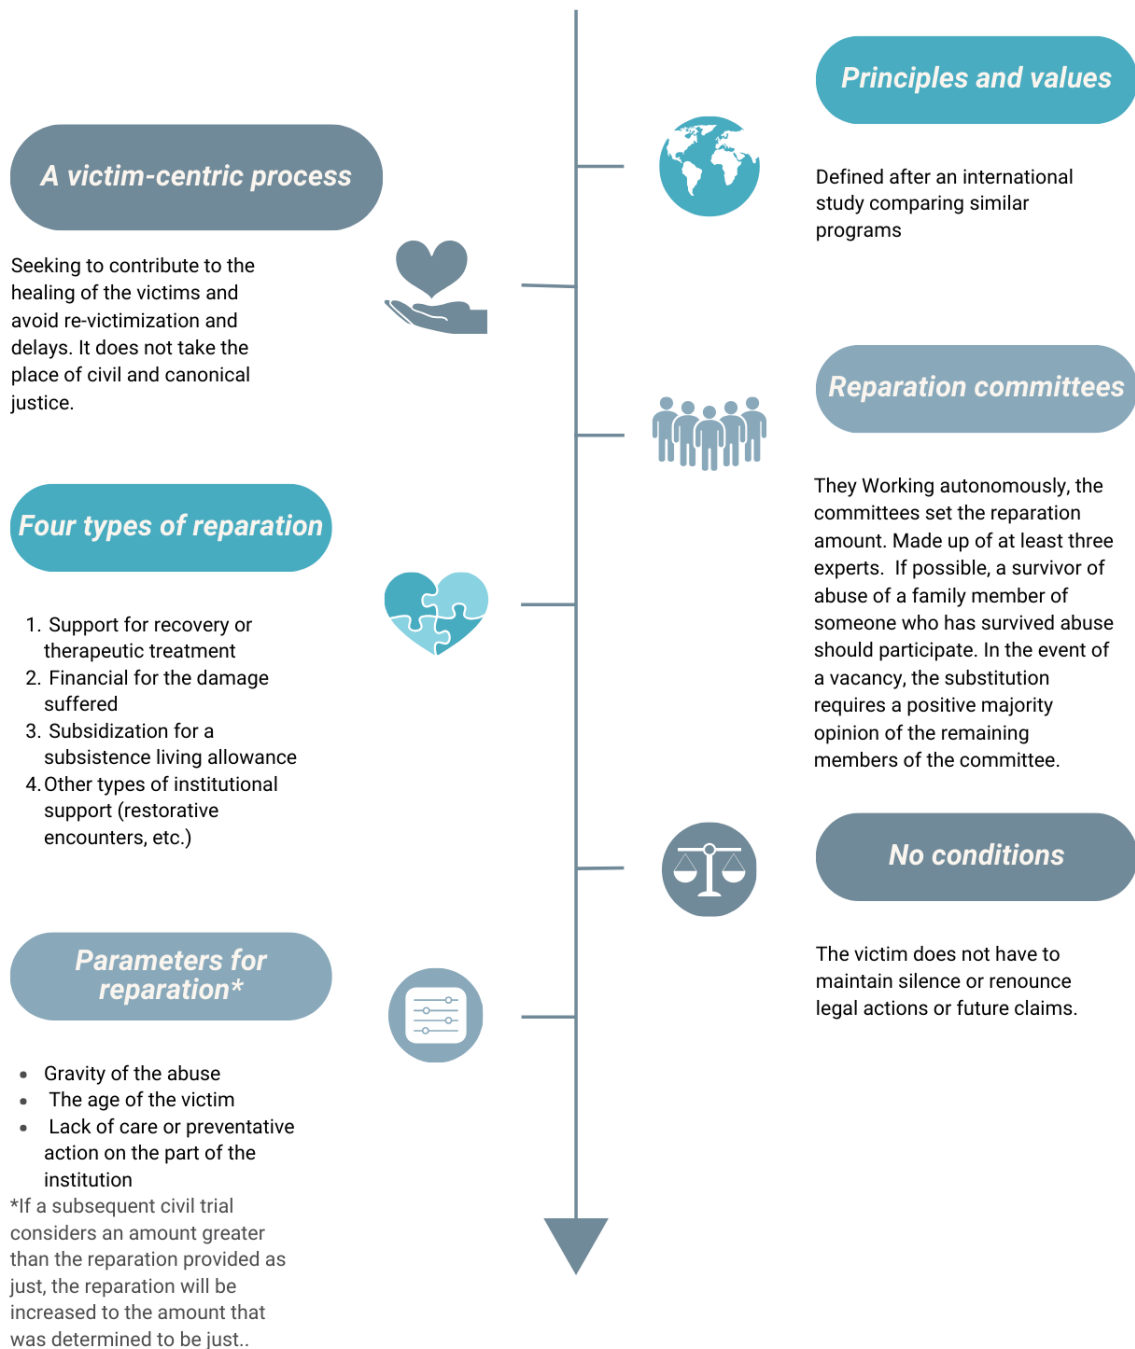 Principles and values
Defined after an international
study comparing similar
programs
A victim-centric process
Seeking to contribute to the
healing of the victims and
avoid re-victimization and
delays. It does not take the
place of civil and canonical
justice.
Reparation committees
They Working autonomously, the
committees set the reparation
amount. Made up of at least three
experts.  If possible, a survivor of
abuse of a family member of
someone who has survived abuse
should participate. In the event of
a vacancy, the substitution
requires a positive majority
opinion of the remaining
members of the committee.
Four types of reparation
1. Support for recovery or
therapeutic treatment
2. Financial for the damage
suffered
3. Subsidization for a
subsistence living allowance
4. Other types of institutional
support (restorative
encounters, etc.)
No conditions
The victim does not have to
maintain silence or renounce
legal actions or future claims.
Parameters for
reparation*
• Gravity of the abuse
• The age of the victim
• Lack of care or preventative
action on the part of the
institution
*If a subsequent civil trial
considers an amount greater
than the reparation provided as
just, the reparation will be
increased to the amount that
was determined to be just..